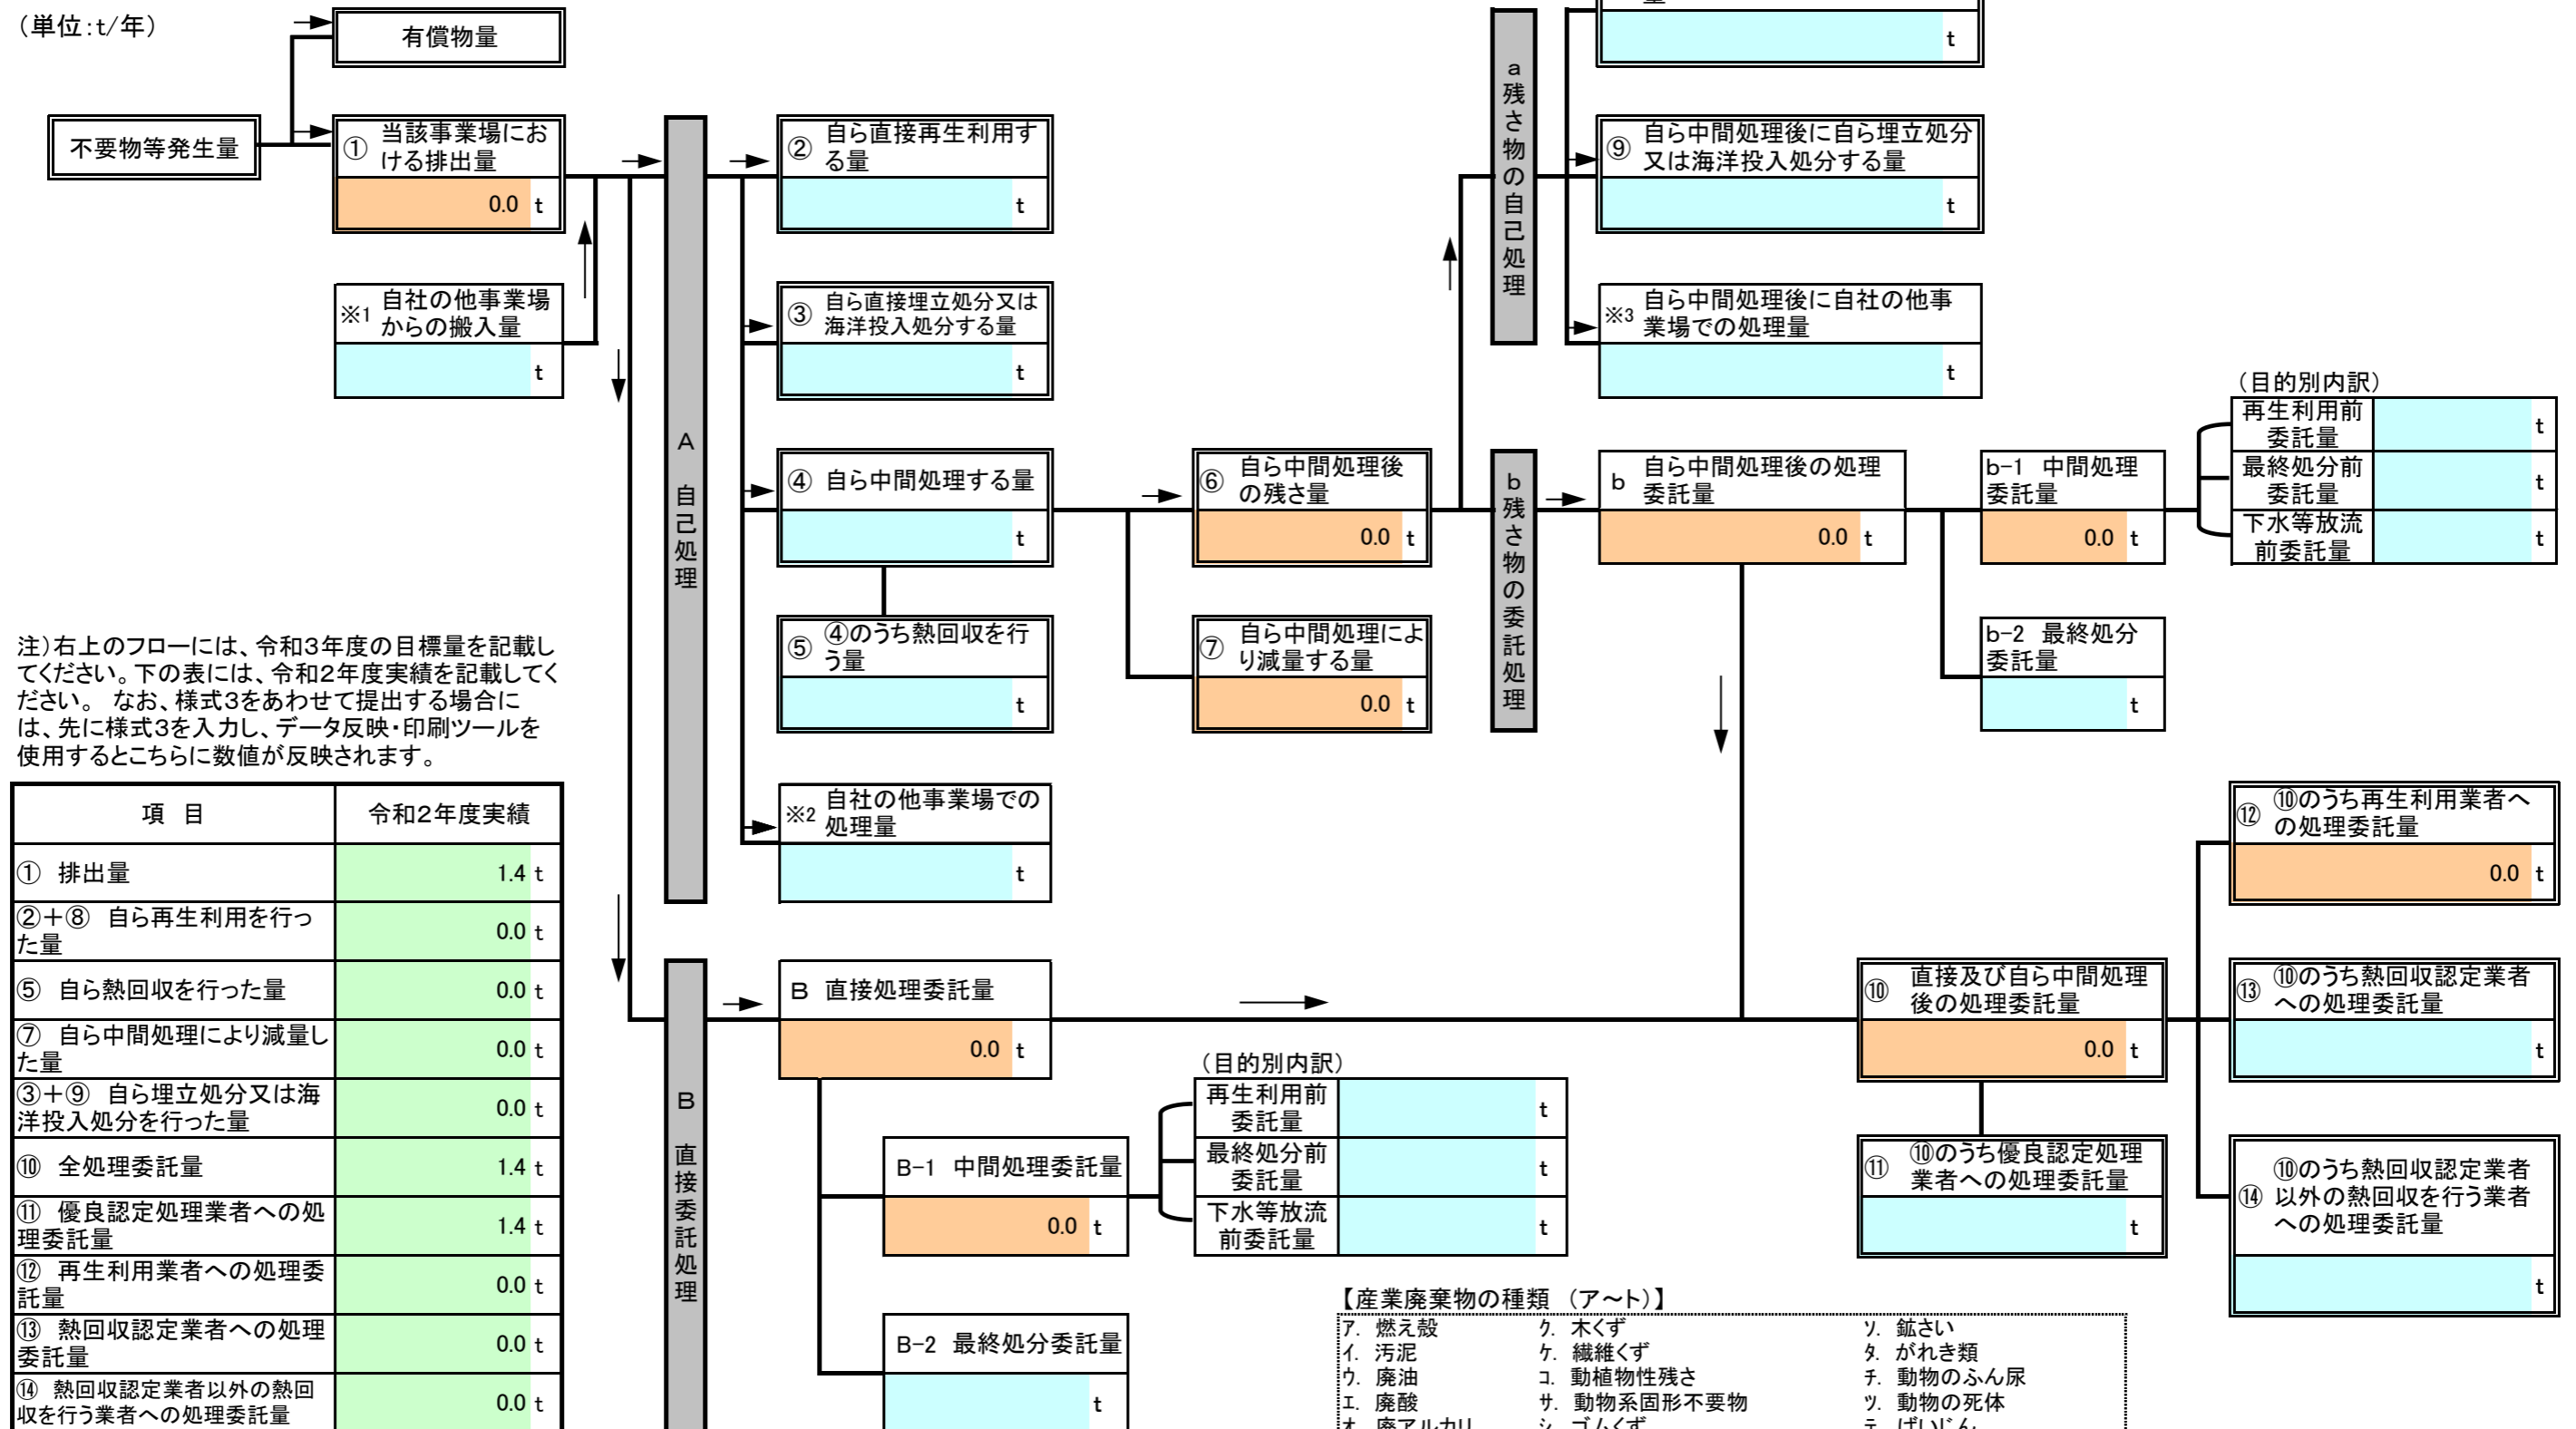 （単位：t/年）
有償物量
不要物等発生量
① 当該事業場にお
ける排出量
0.0 t
※1 自社の他事業場
からの搬入量
t
A 自己処理
② 自ら直接再生利用す
る量
t
③ 自ら直接埋立処分又は
海洋投入処分する量
t
④ 自ら中間処理する量
t
⑤ ④のうち熱回収を行
う量
t
※2 自社の他事業場での
処理量
t
⑥ 自ら中間処理後
の残さ量
0.0 t
⑦ 自ら中間処理によ
り減量する量
0.0 t
a 残さ物の自己処理
t
⑨ 自ら中間処理後に自ら埋立処分
又は海洋投入処分する量
t
※3 自ら中間処理後に自社の他事
業場での処理量
t
b 残さ物の委託処理
b 自ら中間処理後の処理
委託量
0.0 t
b-1 中間処理
委託量
0.0 t
（目的別内訳）
再生利用前
委託量
t
最終処分前
委託量
t
下水等放流
前委託量
t
b-2 最終処分
委託量
t
注）右上のフローには、令和３年度の目標量を記載し
てください。下の表には、令和２年度実績を記載してく
ださい。 なお、様式３をあわせて提出する場合に
は、先に様式３を入力し、データ反映・印刷ツールを
使用するとこちらに数値が反映されます。
項 目 令和２年度実績
① 排出量 1.4 t
②＋⑧ 自ら再生利用を行っ
た量 0.0 t
⑤ 自ら熱回収を行った量 0.0 t
⑦ 自ら中間処理により減量し
た量 0.0 t
③＋⑨ 自ら埋立処分又は海
洋投入処分を行った量 0.0 t
⑩ 全処理委託量 1.4 t
⑪ 優良認定処理業者への処
理委託量 1.4 t
⑫ 再生利用業者への処理委
託量 0.0 t
⑬ 熱回収認定業者への処理
委託量 0.0 t
⑭ 熱回収認定業者以外の熱回
収を行う業者への処理委託量 0.0 t
B 直接委託処理
B 直接処理委託量
0.0 t
B-1 中間処理委託量
0.0 t
（目的別内訳）
再生利用前
委託量
t
最終処分前
委託量
t
下水等放流
前委託量
t
B-2 最終処分委託量
t
⑩ 直接及び自ら中間処理
後の処理委託量
0.0 t
⑪ ⑩のうち優良認定処理
業者への処理委託量
t
⑫ ⑩のうち再生利用業者へ
の処理委託量
0.0 t
⑬ ⑩のうち熱回収認定業者
への処理委託量
t
⑭ ⑩のうち熱回収認定業者
以外の熱回収を行う業者
への処理委託量
t
【産業廃棄物の種類 （ア～ト）】
ｱ. 燃え殻 ｸ. 木くず ｿ. 鉱さい
ｲ. 汚泥 ｹ. 繊維くず ﾀ. がれき類
ｳ. 廃油 ｺ. 動植物性残さ ﾁ. 動物のふん尿
ｴ. 廃酸 ｻ. 動物系固形不要物 ﾂ. 動物の死体
ｵ. 廃アルカリ ｼ. ゴムくず ﾃ. ばいじん